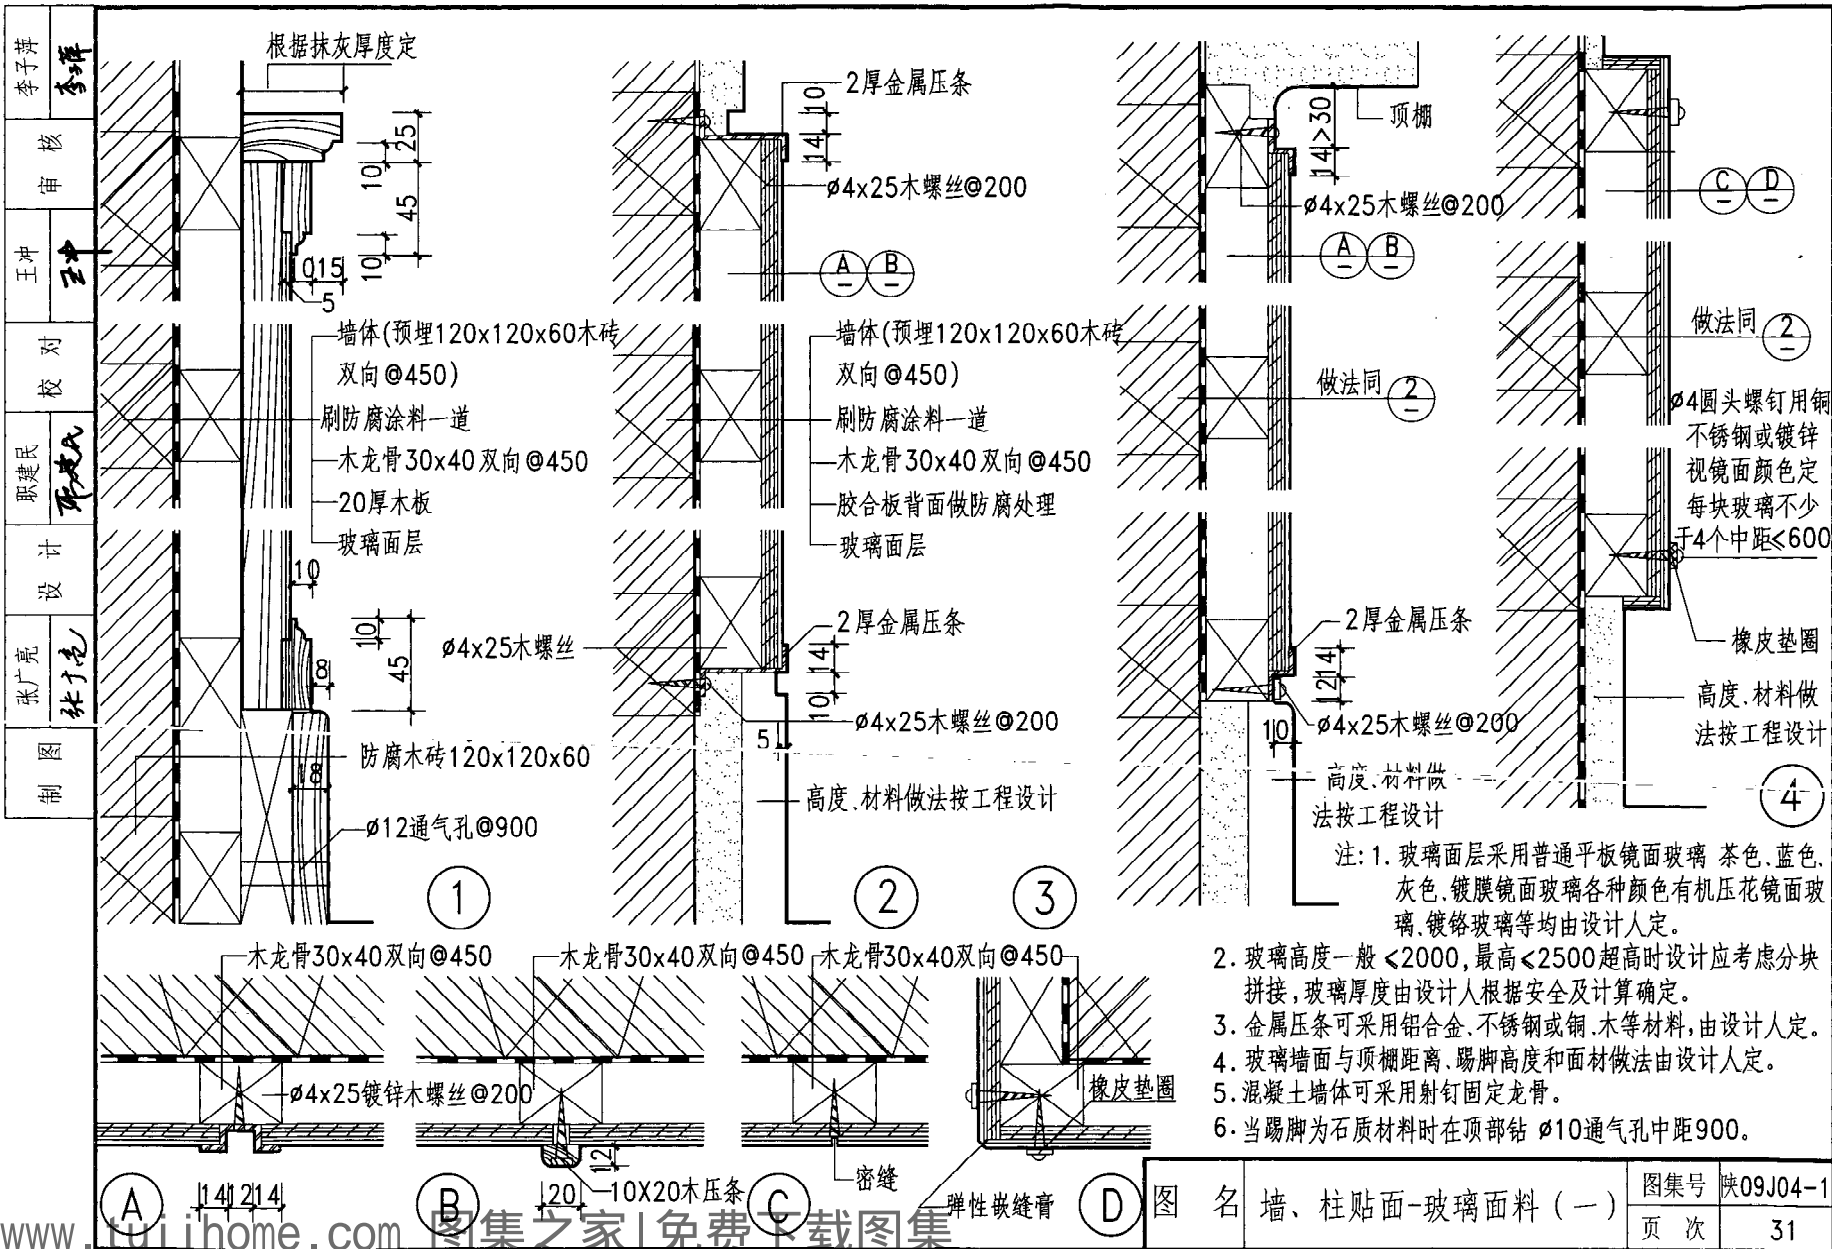 李子萍
审 核
王冲
校 对
职建民
设 计
张广亮
制 图
根据抹灰厚度定
25
10
45
10
015
5
墙体(预埋120x120x60木砖
双向@450)
刷防腐涂料一道
木龙骨30x40双向@450
20厚木板
玻璃面层
10
10
45
8
防腐木砖120x120x60
18
ø12通气孔@900
1
2厚金属压条
10
14
ø4x25木螺丝@200
A B
墙体(预埋120x120x60木砖
双向@450)
刷防腐涂料一道
木龙骨30x40双向@450
胶合板背面做防腐处理
玻璃面层
2厚金属压条
ø4x25木螺丝
14
10
ø4x25木螺丝@200
5
高度、材料做法按工程设计
2
顶棚
>30
14
ø4x25木螺丝@200
A B
做法同 2
2厚金属压条
14
12
ø4x25木螺丝@200
10
高度、材料做
法按工程设计
3
C D
做法同 2
ø4圆头螺钉用铜
不锈钢或镀锌
视镜面颜色定
每块玻璃不少
于4个中距≤600
橡皮垫圈
高度、材料做
法按工程设计
4
注: 1. 玻璃面层采用普通平板镜面玻璃 茶色、蓝色、
灰色、镀膜镜面玻璃各种颜色有机压花镜面玻
璃、镀铬玻璃等均由设计人定。
2. 玻璃高度一般≤2000,最高≤2500超高时设计应考虑分块
拼接,玻璃厚度由设计人根据安全及计算确定。
3. 金属压条可采用铝合金、不锈钢或铜、木等材料,由设计人定。
4. 玻璃墙面与顶棚距离、踢脚高度和面材做法由设计人定。
5. 混凝土墙体可采用射钉固定龙骨。
6. 当踢脚为石质材料时在顶部钻 ø10通气孔中距900。
木龙骨30x40双向@450
ø4x25镀锌木螺丝@200
A
14 12 14
木龙骨30x40双向@450
12
20
10X20木压条
B
木龙骨30x40双向@450
密缝
C
橡皮垫圈
弹性嵌缝膏
D
图 名
墙、柱贴面-玻璃面料(一)
图集号
陕09J04-1
页 次
31
www.tujihome.com 图集之家|免费下载图集